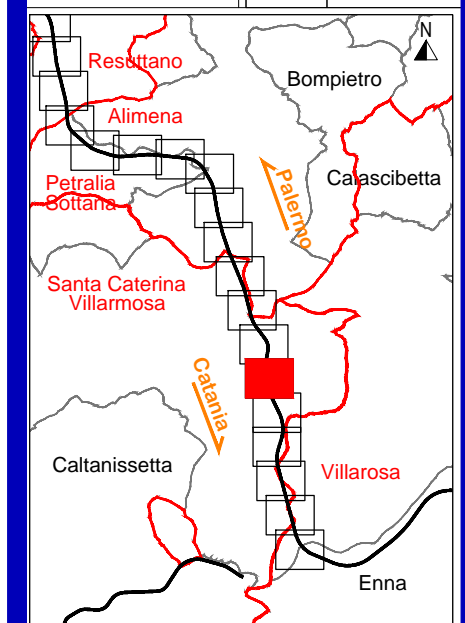 N
Resuttano
Bompietro
Alimena
Petralia
Sottana
Calascibetta
Palermo
Santa Caterina
Villarmosa
Catania
Caltanissetta
Villarosa
Enna